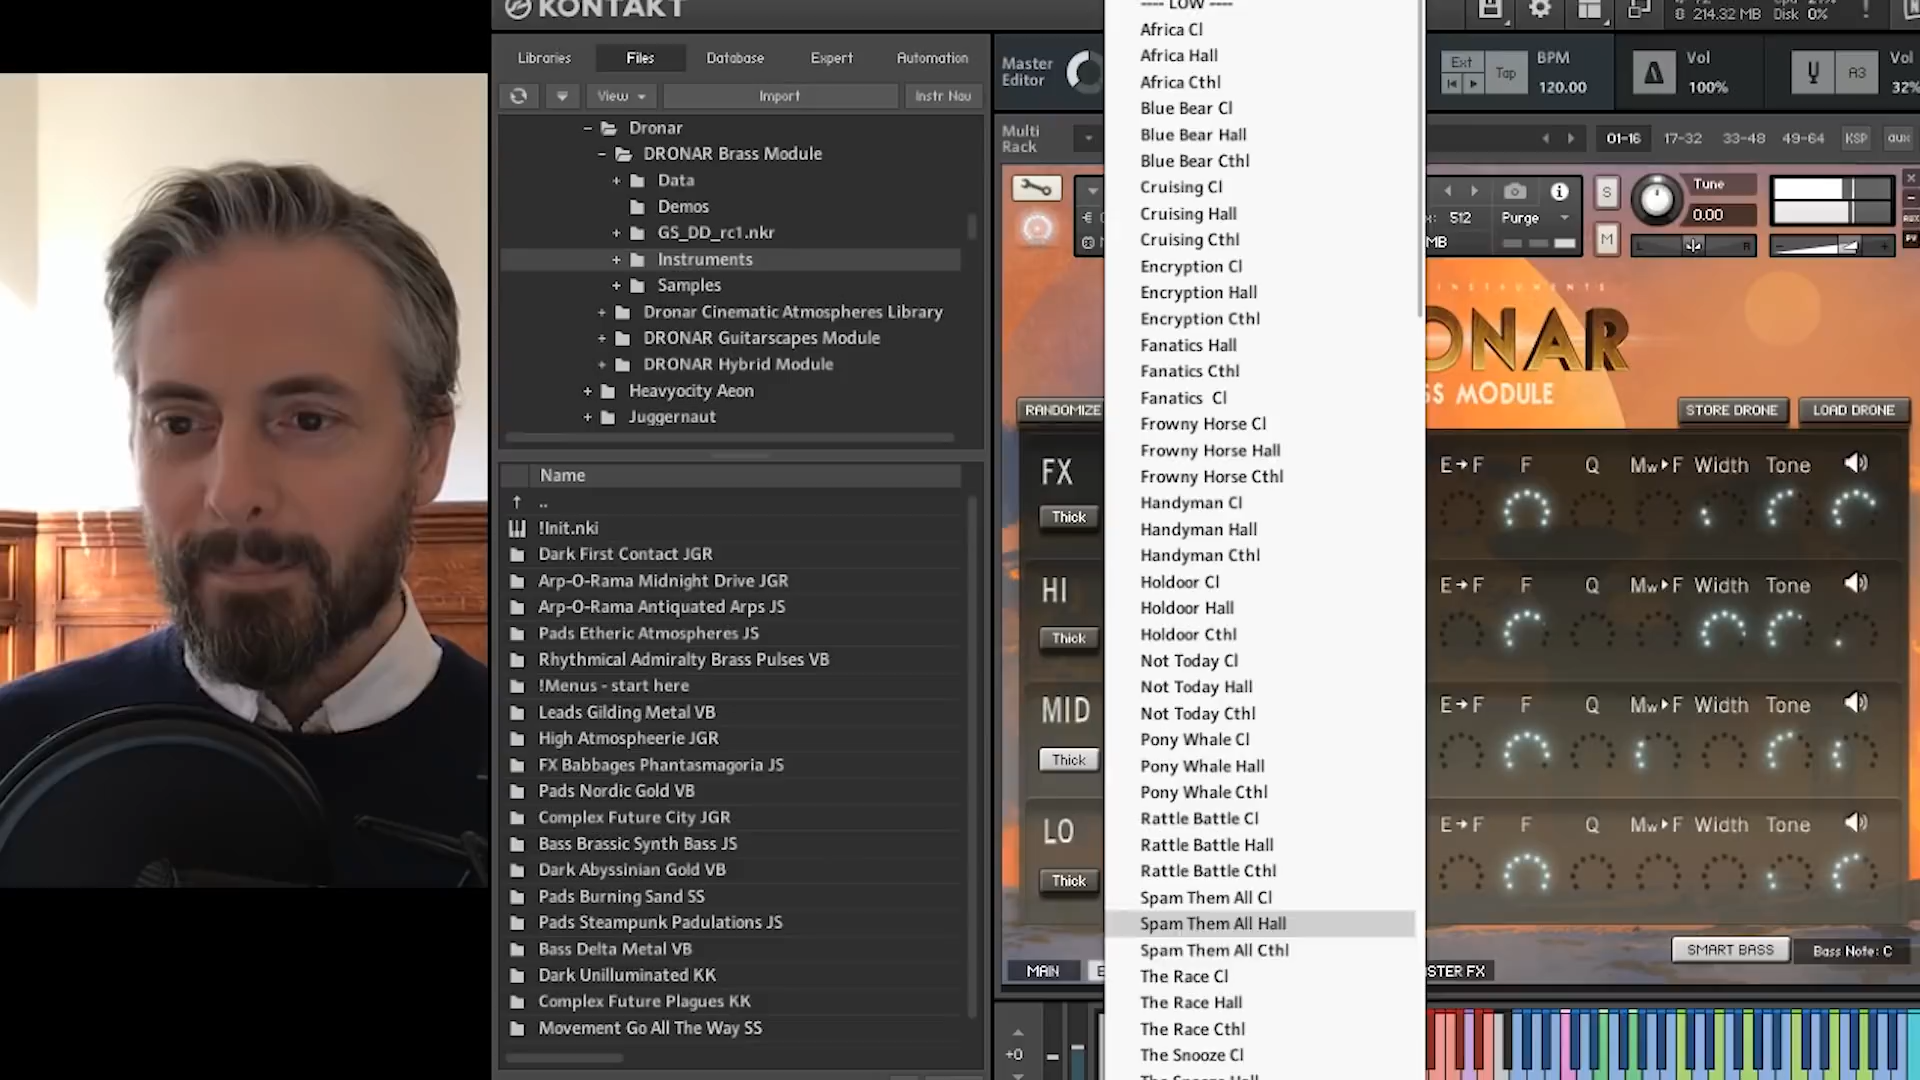 KONTAKT
214.32 MB
Disk 0%
Libraries
Files
Database
Expert
Automation
View
Import
Instr Nav
Dronar
DRONAR Brass Module
Data
Demos
GS_DD_rc1.nkr
Instruments
Samples
Dronar Cinematic Atmospheres Library
DRONAR Guitarscapes Module
DRONAR Hybrid Module
Heavyocity Aeon
Juggernaut
Name
..
!Init.nki
Dark First Contact JGR
Arp-O-Rama Midnight Drive JGR
Arp-O-Rama Antiquated Arps JS
Pads Etheric Atmospheres JS
Rhythmical Admiralty Brass Pulses VB
!Menus - start here
Leads Gilding Metal VB
High Atmospheerie JGR
FX Babbages Phantasmagoria JS
Pads Nordic Gold VB
Complex Future City JGR
Bass Brassic Synth Bass JS
Dark Abyssinian Gold VB
Pads Burning Sand SS
Pads Steampunk Padulations JS
Bass Delta Metal VB
Dark Unilluminated KK
Complex Future Plagues KK
Movement Go All The Way SS
Master
Editor
Multi
Rack
RANDOMIZE
FX
Thick
HI
Thick
MID
Thick
LO
Thick
MAIN
+0
---- LOW ----
Africa Cl
Africa Hall
Africa Cthl
Blue Bear Cl
Blue Bear Hall
Blue Bear Cthl
Cruising Cl
Cruising Hall
Cruising Cthl
Encryption Cl
Encryption Hall
Encryption Cthl
Fanatics Hall
Fanatics Cthl
Fanatics Cl
Frowny Horse Cl
Frowny Horse Hall
Frowny Horse Cthl
Handyman Cl
Handyman Hall
Handyman Cthl
Holdoor Cl
Holdoor Hall
Holdoor Cthl
Not Today Cl
Not Today Hall
Not Today Cthl
Pony Whale Cl
Pony Whale Hall
Pony Whale Cthl
Rattle Battle Cl
Rattle Battle Hall
Rattle Battle Cthl
Spam Them All Cl
Spam Them All Hall
Spam Them All Cthl
The Race Cl
The Race Hall
The Race Cthl
The Snooze Cl
The Snooze Hall
Ext
Tap
BPM
120.00
Vol
100%
A3
Vol
32%
01-16
17-32
33-48
49-64
KSP
aux
512
Purge
MB
S
M
Tune
0.00
L
R
INSTRUMENTS
ONAR
SS MODULE
STORE DRONE
LOAD DRONE
E→F F Q Mw▸F Width Tone
E→F F Q Mw▸F Width Tone
E→F F Q Mw▸F Width Tone
E→F F Q Mw▸F Width Tone
SMART BASS
Bass Note: C
STER FX